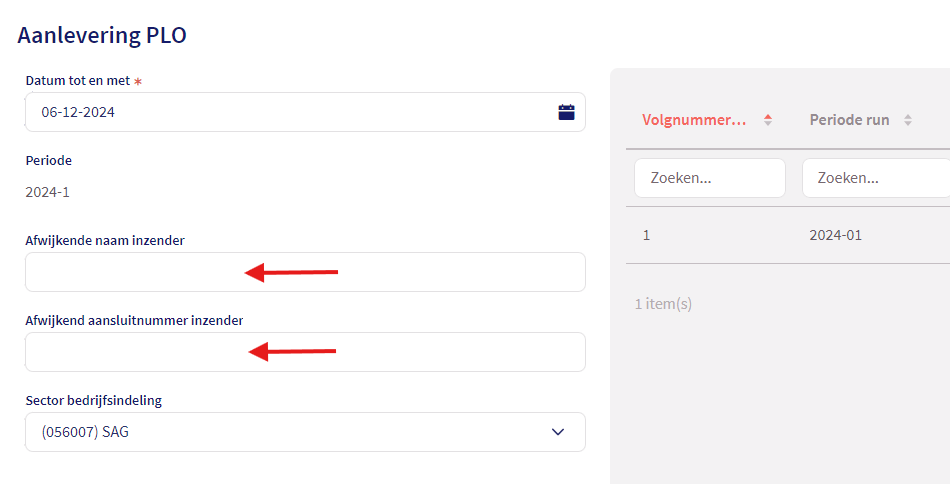 Aanlevering PLO
Datum tot en met *
06-12-2024
Periode
2024-1
Afwijkende naam inzender
Afwijkend aansluitnummer inzender
Sector bedrijfsindeling
(056007) SAG
Volgnummer... Periode run
Zoeken... Zoeken...
1 2024-01
1 item(s)